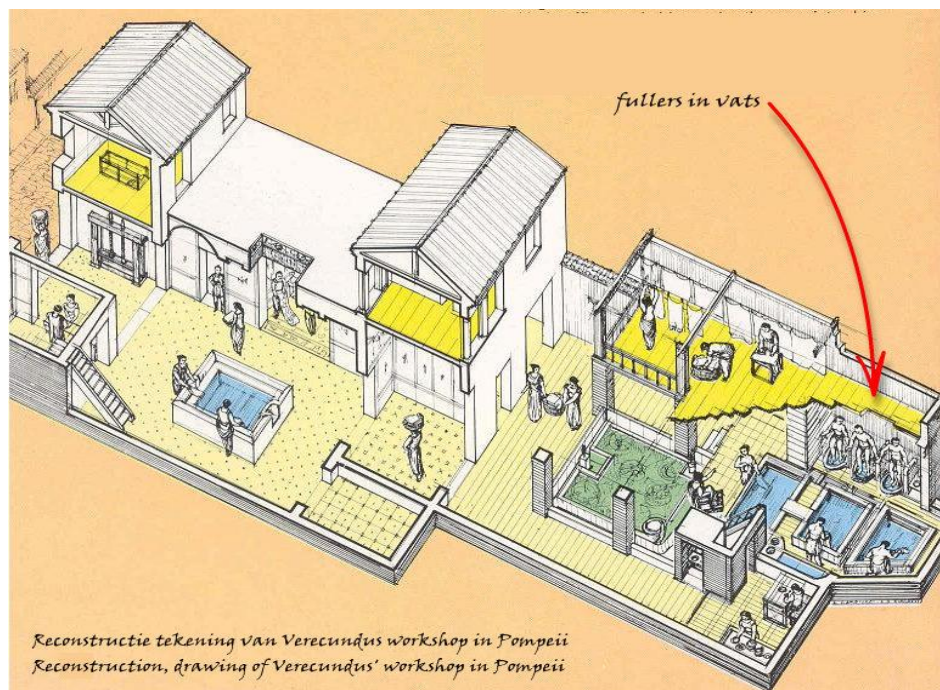 fullers in vats
Reconstructie tekening van Verecundus workshop in Pompeii
Reconstruction, drawing of Verecundus' workshop in Pompeii